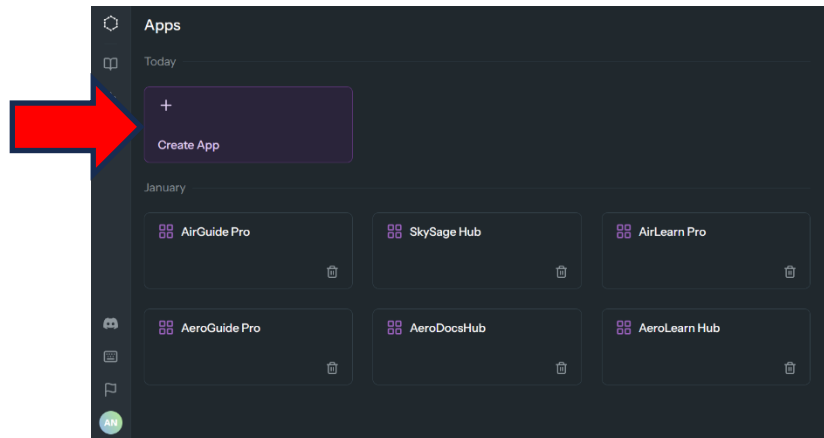 Apps
Today
Create App
January
AirGuide Pro
SkySage Hub
AirLearn Pro
AeroGuide Pro
AeroDocsHub
AeroLearn Hub
AN